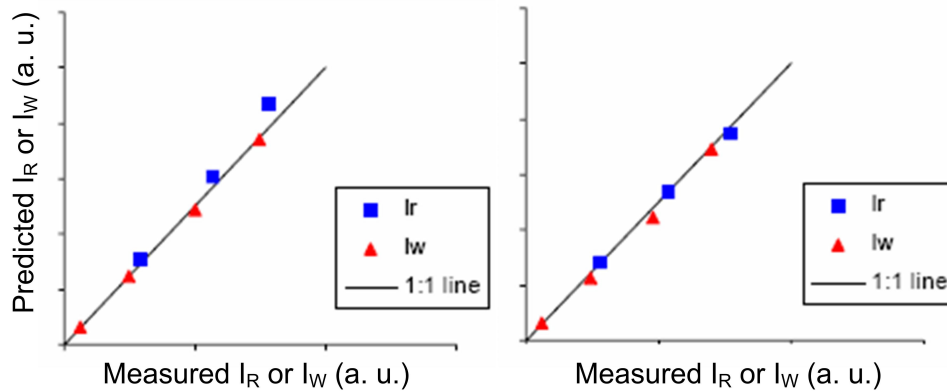 Predicted I_R or I_W (a. u.)
Ir
Iw
1:1 line
Measured I_R or I_W (a. u.)
Ir
Iw
1:1 line
Measured I_R or I_W (a. u.)